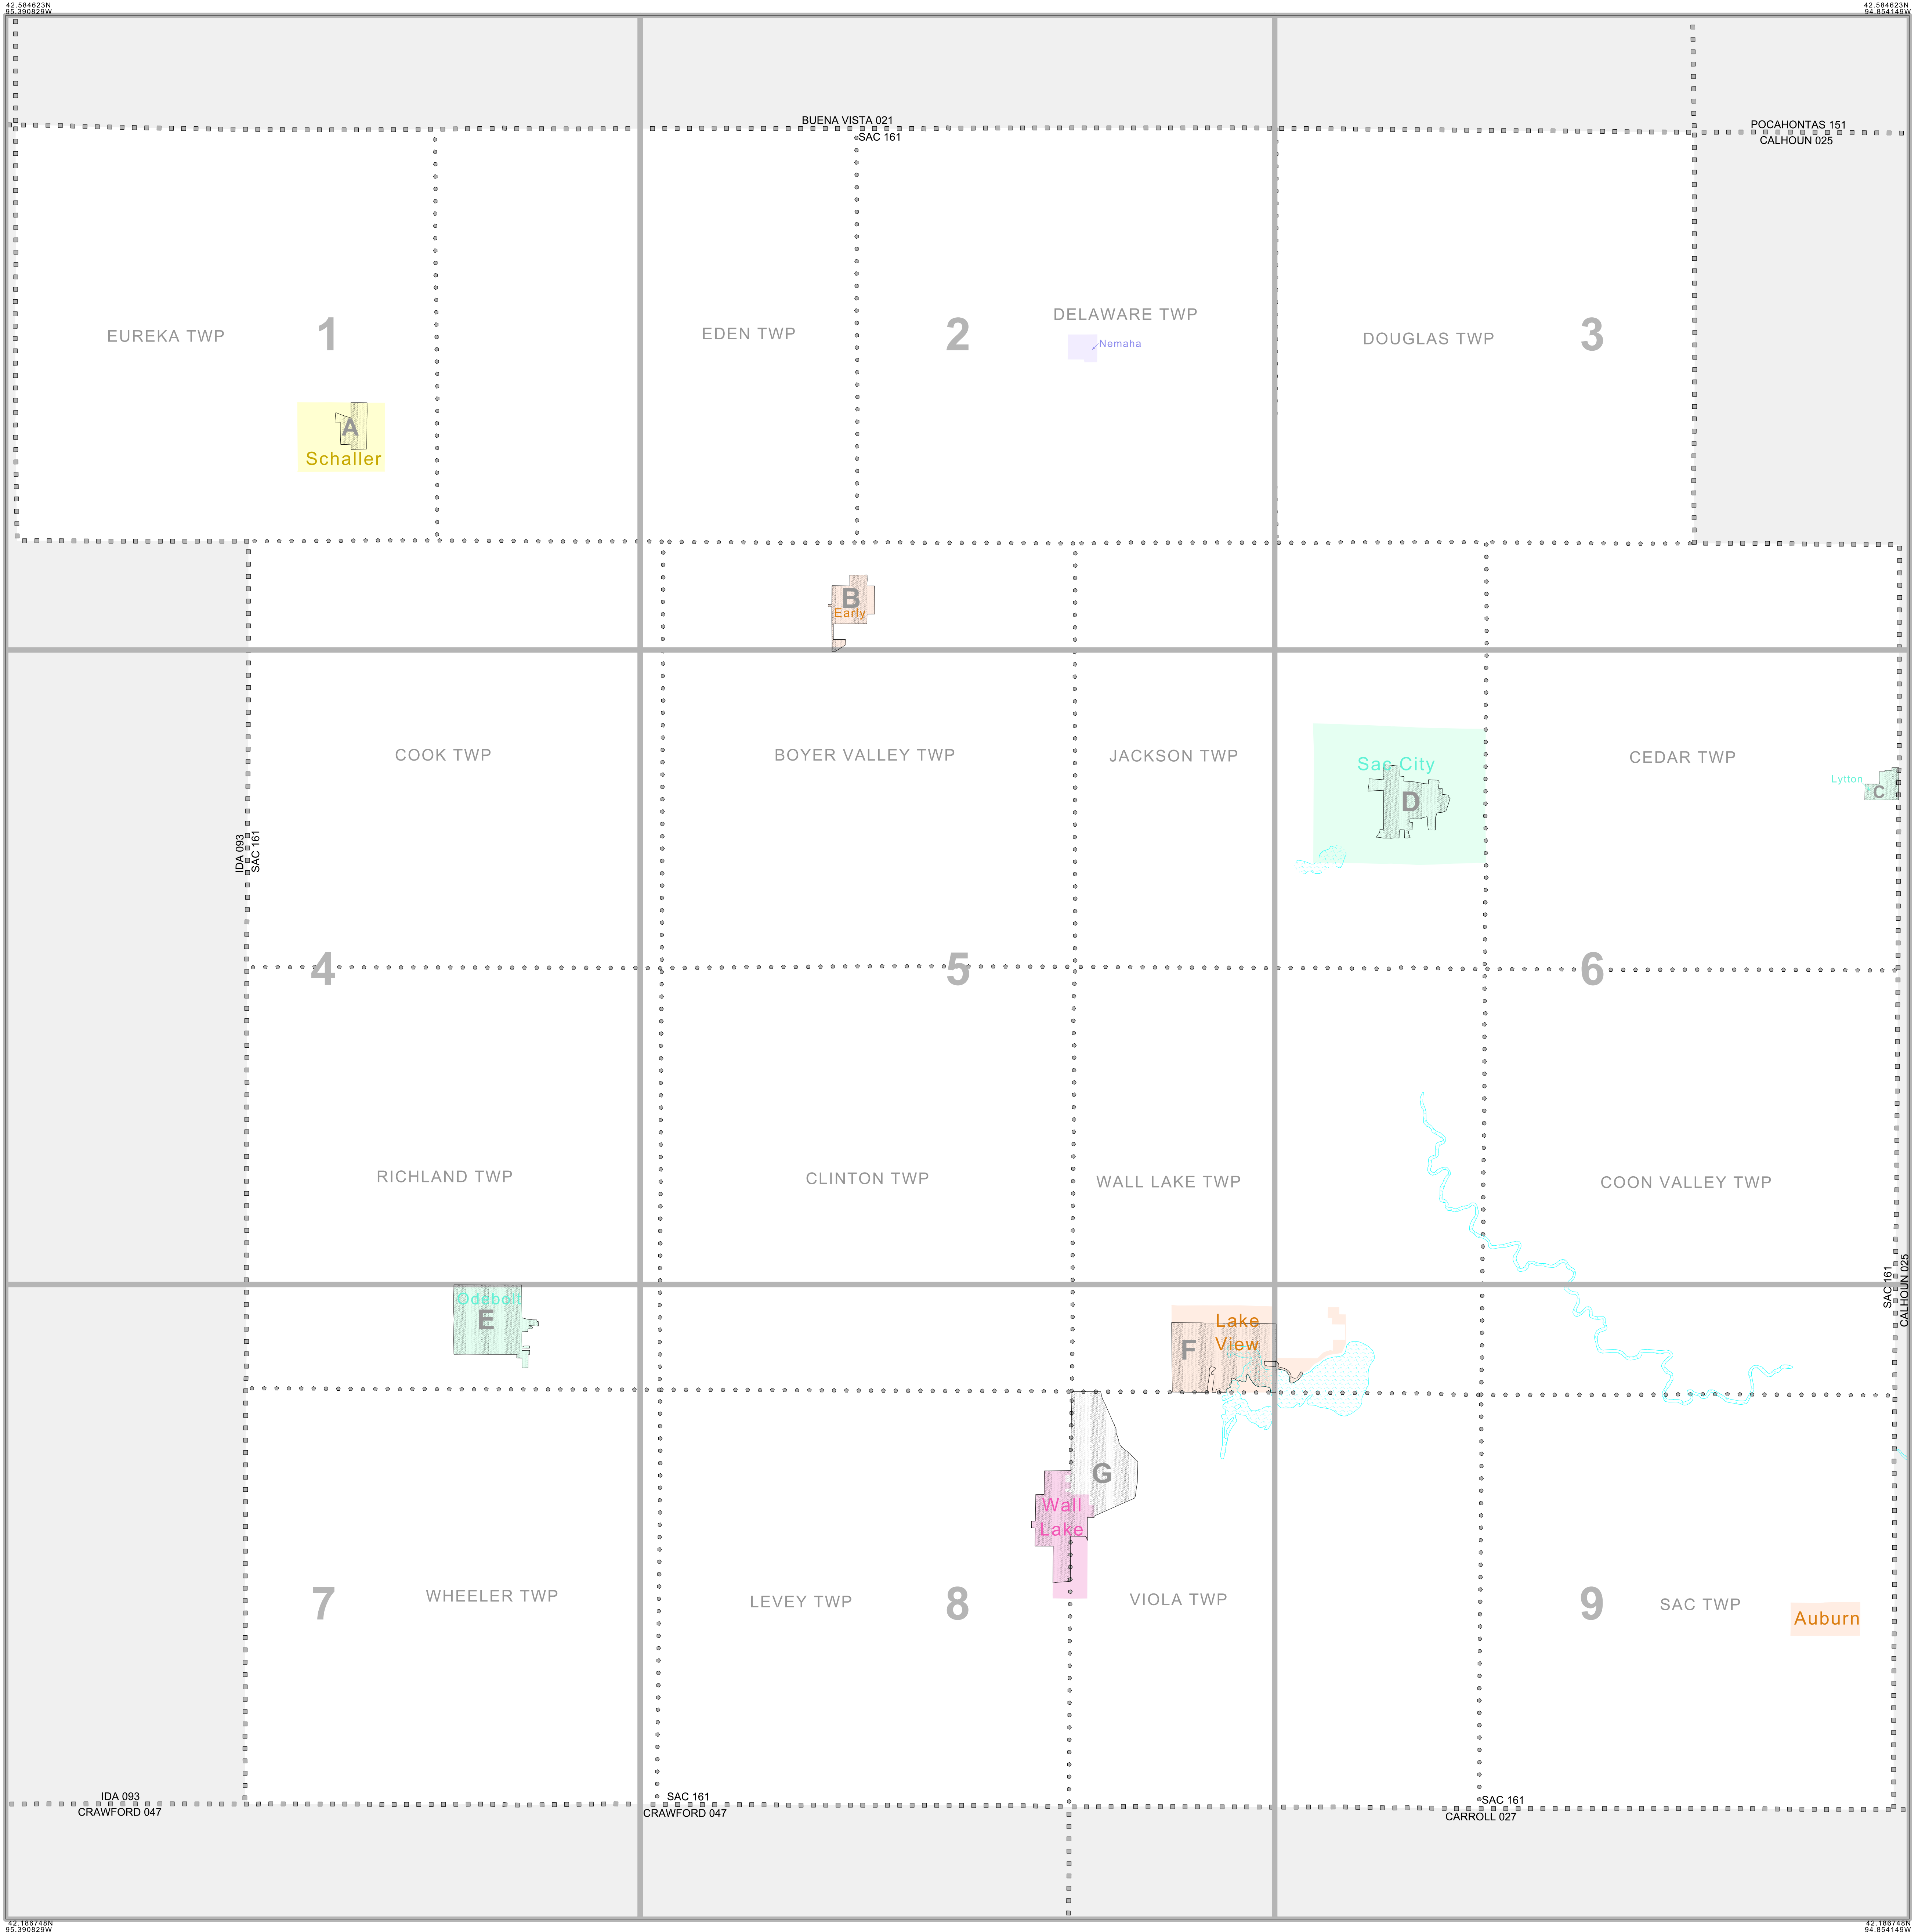 42.584623N
95.390829W
42.584623N
94.854149W
BUENA VISTA 021
SAC 161
POCAHONTAS 151
CALHOUN 025
EUREKA TWP
1
EDEN TWP
2
DELAWARE TWP
Nemaha
DOUGLAS TWP
3
A
Schaller
B
Early
COOK TWP
BOYER VALLEY TWP
JACKSON TWP
Sac City
D
CEDAR TWP
Lytton
C
IDA 093
SAC 161
4
5
6
RICHLAND TWP
CLINTON TWP
WALL LAKE TWP
COON VALLEY TWP
SAC 161
CALHOUN 025
Odebolt
E
Lake
View
F
G
Wall
Lake
7
WHEELER TWP
LEVEY TWP
8
VIOLA TWP
9
SAC TWP
Auburn
IDA 093
CRAWFORD 047
SAC 161
CRAWFORD 047
SAC 161
CARROLL 027
42.186748N
95.390829W
42.186748N
94.854149W